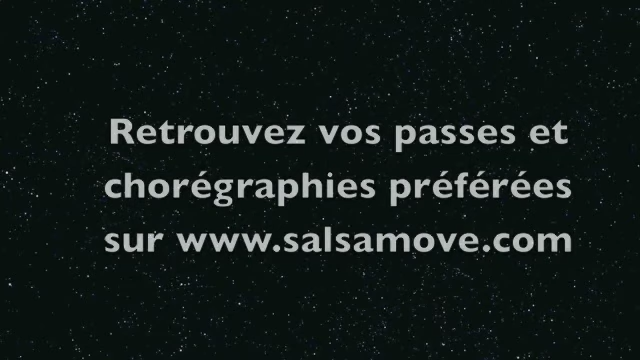 Retrouvez vos passes et
chorégraphies préférées
sur www.salsamove.com